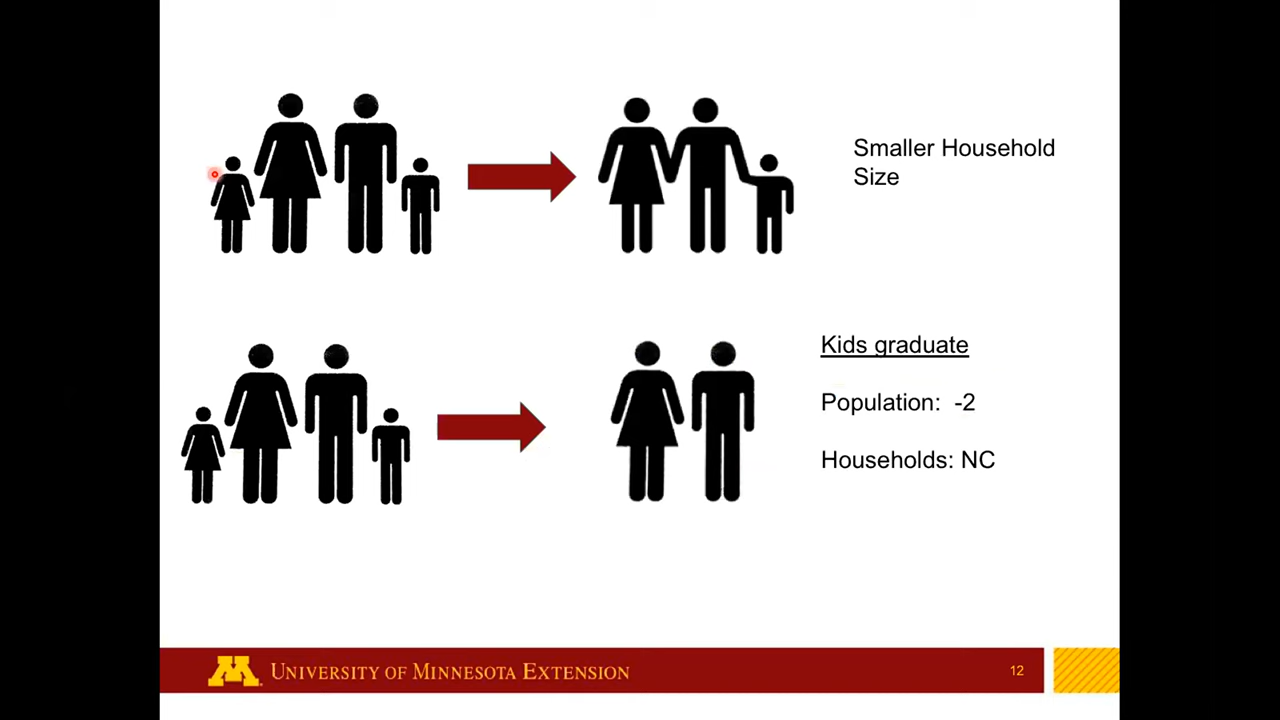 Smaller Household
Size
Kids graduate
Population: -2
Households: NC
M
UNIVERSITY OF MINNESOTA EXTENSION
12